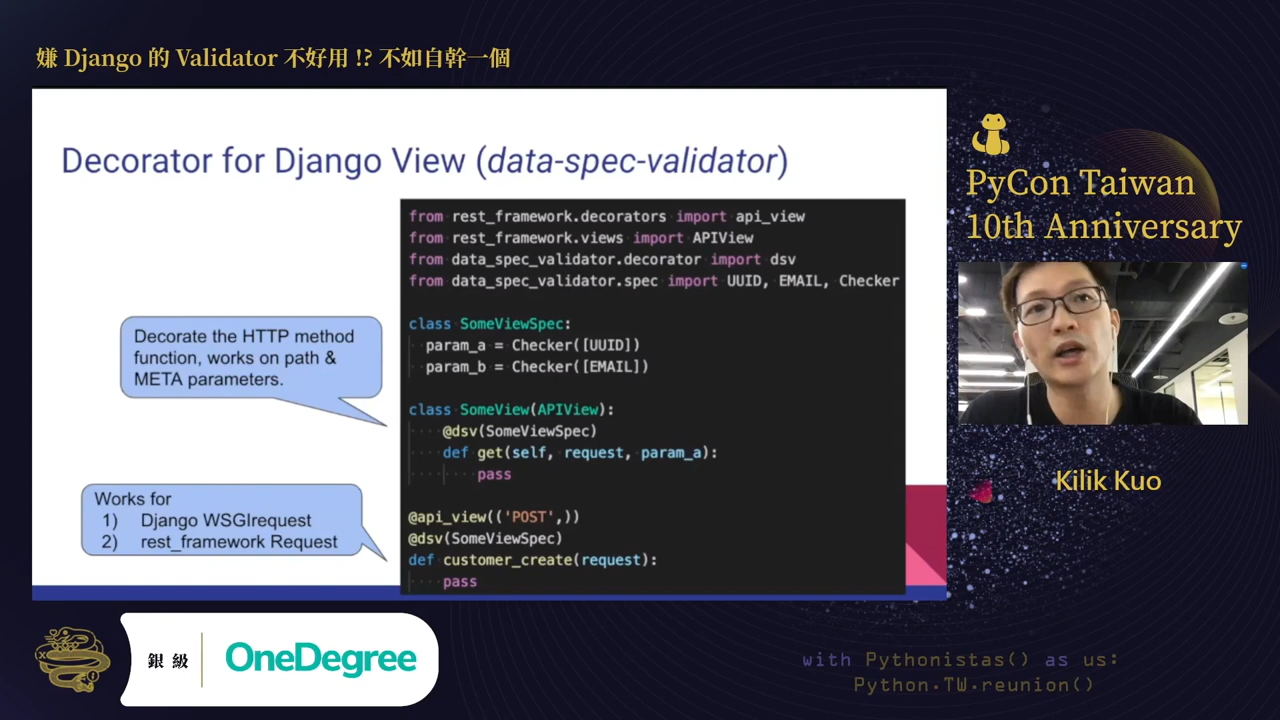 嫌 Django 的 Validator 不好用 !? 不如自幹一個
Decorator for Django View (data-spec-validator)
Decorate the HTTP method
function, works on path &
META parameters.
Works for
1) Django WSGIrequest
2) rest_framework Request
from rest_framework.decorators import api_view
from rest_framework.views import APIView
from data_spec_validator.decorator import dsv
from data_spec_validator.spec import UUID, EMAIL, Checker
class SomeViewSpec:
param_a = Checker([UUID])
param_b = Checker([EMAIL])
class SomeView(APIView):
@dsv(SomeViewSpec)
def get(self, request, param_a):
pass
@api_view(('POST',))
@dsv(SomeViewSpec)
def customer_create(request):
pass
PyCon Taiwan
10th Anniversary
Kilik Kuo
銀級
OneDegree
with Pythonistas() as us:
Python.TW.reunion()